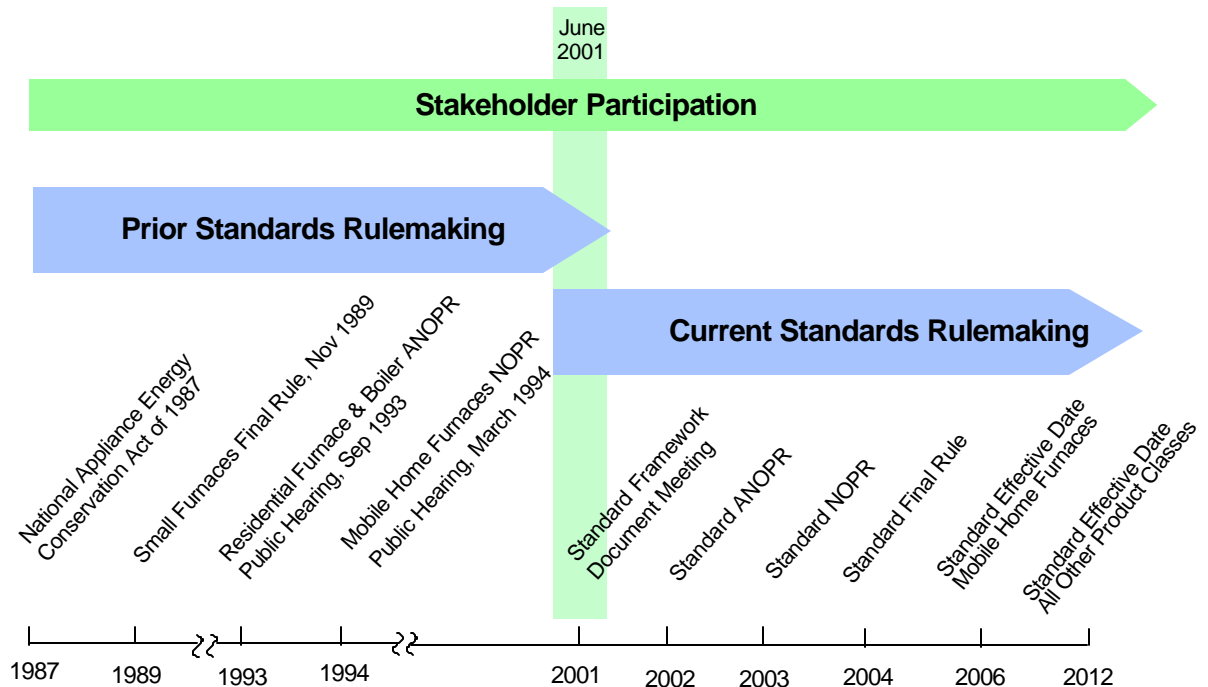 June
2001
Stakeholder Participation
Prior Standards Rulemaking
Current Standards Rulemaking
National Appliance Energy
Conservation Act of 1987
Small Furnaces Final Rule, Nov 1989
Residential Furnace & Boiler ANOPR
Public Hearing, Sep 1993
Mobile Home Furnaces NOPR
Public Hearing, March 1994
Standard Framework
Document Meeting
Standard ANOPR
Standard NOPR
Standard Final Rule
Standard Effective Date
Mobile Home Furnaces
Standard Effective Date
All Other Product Classes
1987
1989
1993
1994
2001
2002
2003
2004
2006
2012